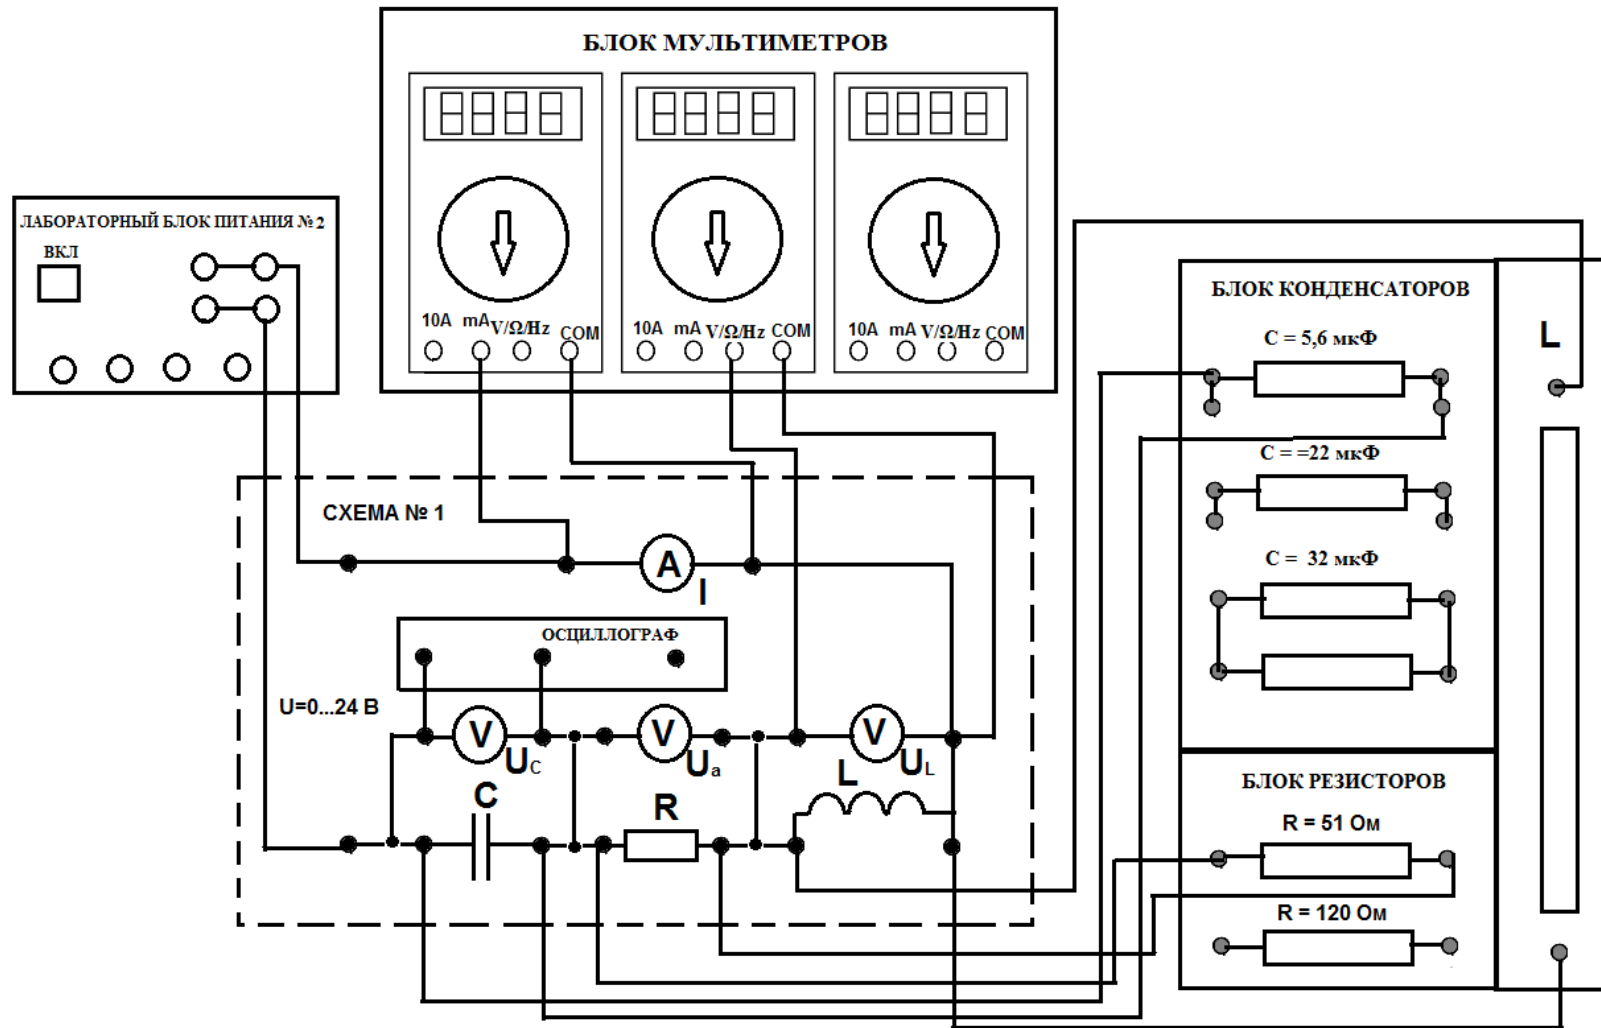 БЛОК МУЛЬТИМЕТРОВ
ЛАБОРАТОРНЫЙ БЛОК ПИТАНИЯ № 2
ВКЛ
10A mA V/Ω/Hz COM
10A mA V/Ω/Hz COM
10A mA V/Ω/Hz COM
СХЕМА № 1
A
I
ОСЦИЛЛОГРАФ
U=0...24 В
V
UC
V
Ua
V
UL
C
R
L
БЛОК КОНДЕНСАТОРОВ
C = 5,6 мкФ
C = =22 мкФ
C = 32 мкФ
L
БЛОК РЕЗИСТОРОВ
R = 51 Ом
R = 120 Ом